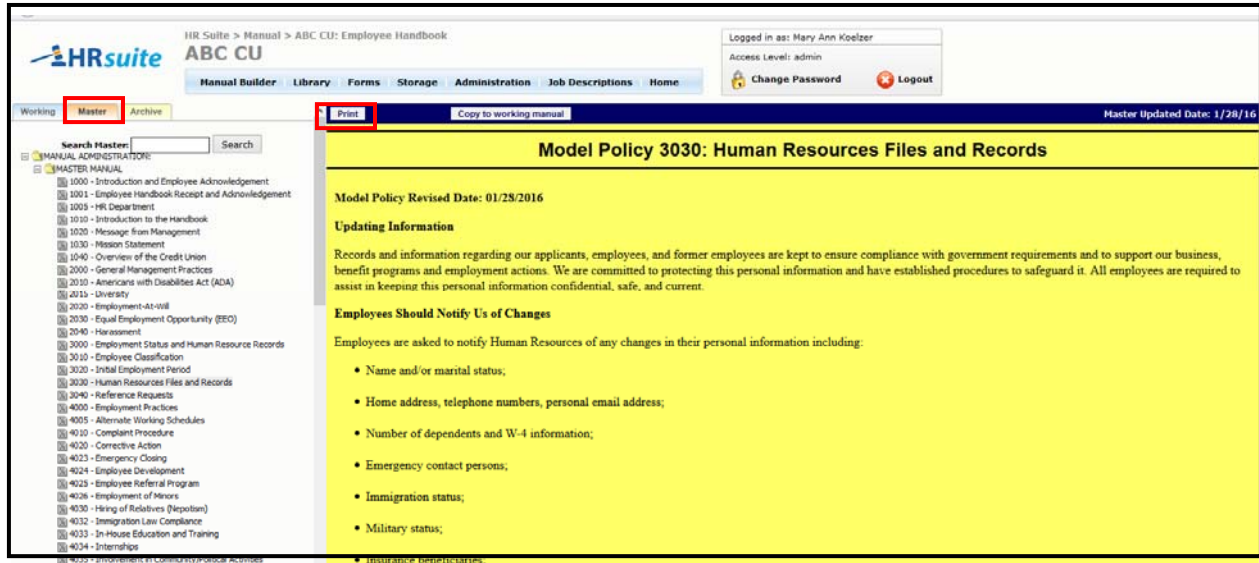 HR Suite > Manual > ABC CU: Employee Handbook
HRsuite
ABC CU
Manual Builder Library Forms Storage Administration Job Descriptions Home
Logged in as: Mary Ann Koelzer
Access Level: admin
Change Password Logout
Working Master Archive
Print Copy to working manual Master Updated Date: 1/28/16
Search Master: Search
MANUAL ADMINISTRATION:
MASTER MANUAL
1000 - Introduction and Employee Acknowledgement
1001 - Employee Handbook Receipt and Acknowledgement
1005 - HR Department
1010 - Introduction to the Handbook
1020 - Message from Management
1030 - Mission Statement
1040 - Overview of the Credit Union
2000 - General Management Practices
2010 - Americans with Disabilities Act (ADA)
2015 - Diversity
2020 - Employment-At-Will
2030 - Equal Employment Opportunity (EEO)
2040 - Harassment
3000 - Employment Status and Human Resource Records
3010 - Employee Classification
3020 - Initial Employment Period
3030 - Human Resources Files and Records
3040 - Reference Requests
4000 - Employment Practices
4005 - Alternate Working Schedules
4010 - Complaint Procedure
4020 - Corrective Action
4023 - Emergency Closing
4024 - Employee Development
4025 - Employee Referral Program
4026 - Employment of Minors
4030 - Hiring of Relatives (Nepotism)
4032 - Immigration Law Compliance
4033 - In-House Education and Training
4034 - Internships
4035 - Involvement in Community/Political Activities
Model Policy 3030: Human Resources Files and Records
Model Policy Revised Date: 01/28/2016
Updating Information
Records and information regarding our applicants, employees, and former employees are kept to ensure compliance with government requirements and to support our business,
benefit programs and employment actions. We are committed to protecting this personal information and have established procedures to safeguard it. All employees are required to
assist in keeping this personal information confidential, safe, and current.
Employees Should Notify Us of Changes
Employees are asked to notify Human Resources of any changes in their personal information including:
• Name and/or marital status;
• Home address, telephone numbers, personal email address;
• Number of dependents and W-4 information;
• Emergency contact persons;
• Immigration status;
• Military status;
• Insurance beneficiaries;